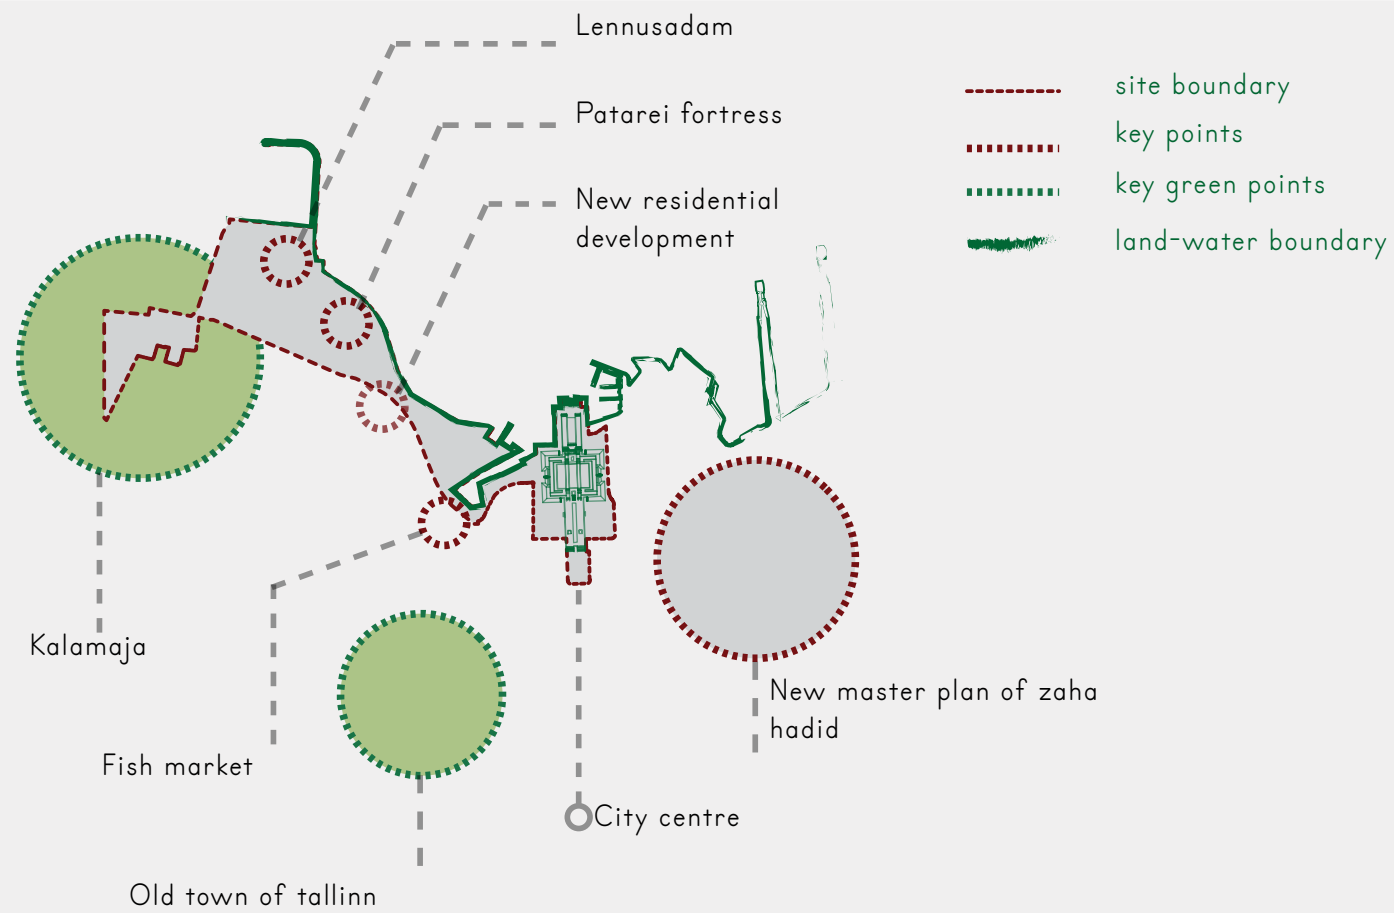 Lennusadam
Patarei fortress
New residential
development
site boundary
key points
key green points
land-water boundary
Kalamaja
Fish market
Old town of tallinn
City centre
New master plan of zaha
hadid